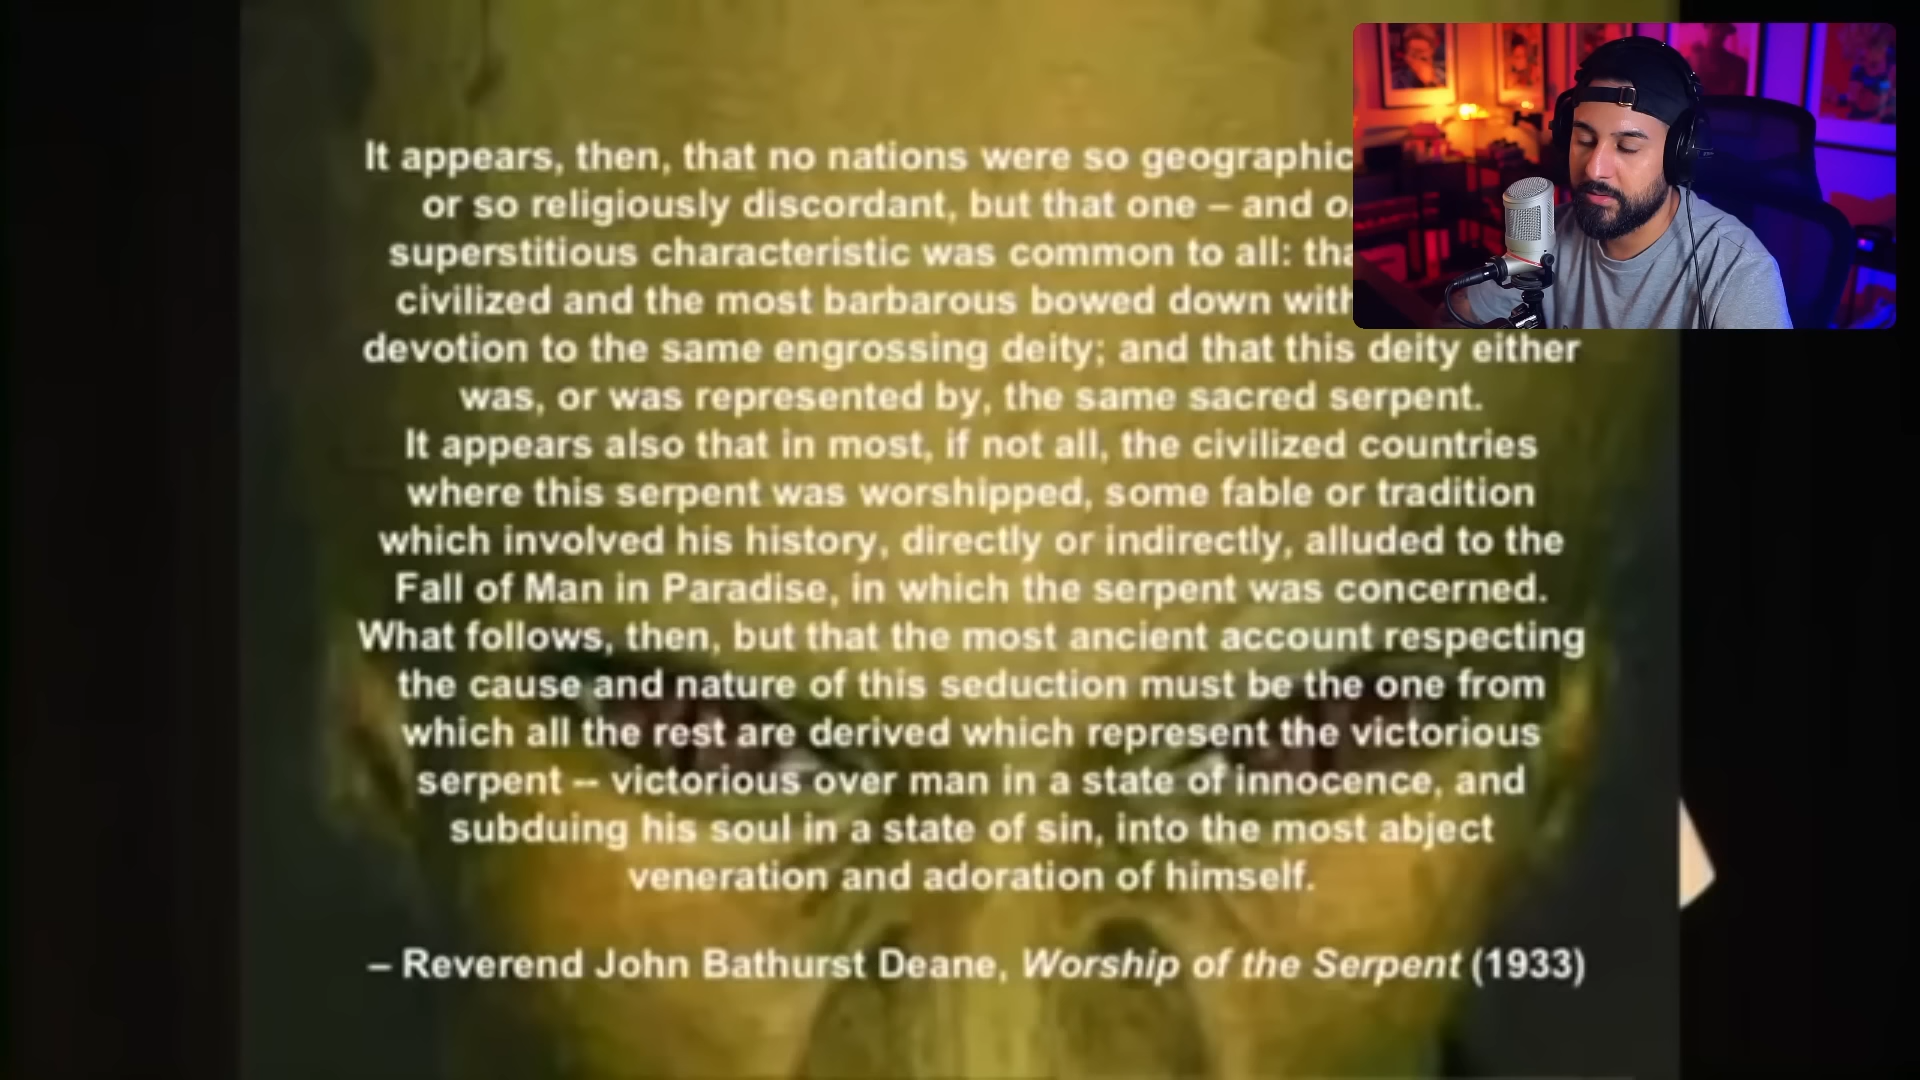 It appears, then, that no nations were so geographic
or so religiously discordant, but that one – and
superstitious characteristic was common to all:
civilized and the most barbarous bowed down with
devotion to the same engrossing deity; and that this deity either
was, or was represented by, the same sacred serpent.
It appears also that in most, if not all, the civilized countries
where this serpent was worshipped, some fable or tradition
which involved his history, directly or indirectly, alluded to the
Fall of Man in Paradise, in which the serpent was concerned.
What follows, then, but that the most ancient account respecting
the cause and nature of this seduction must be the one from
which all the rest are derived which represent the victorious
serpent – victorious over man in a state of innocence, and
subduing his soul in a state of sin, into the most abject
veneration and adoration of himself.
– Reverend John Bathurst Deane, Worship of the Serpent (1933)